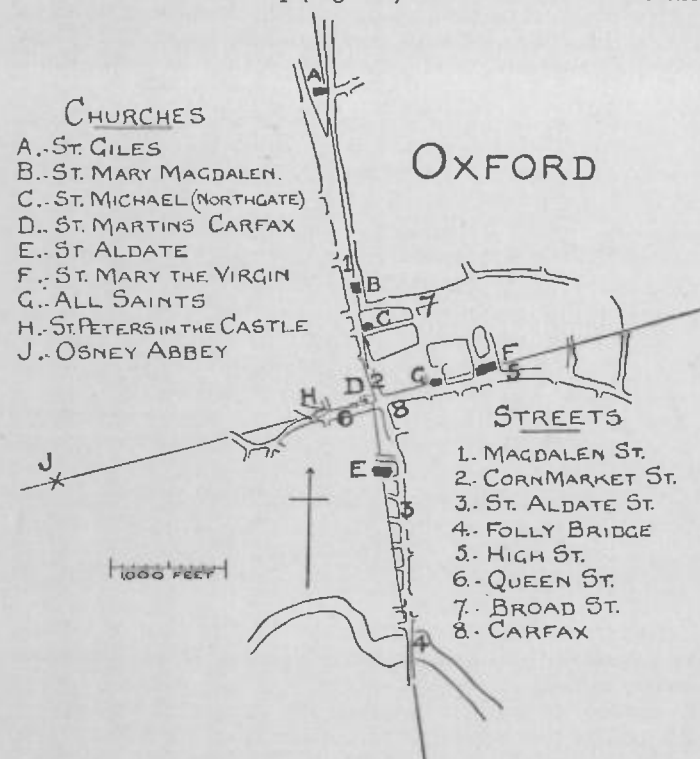 CHURCHES
A.- ST. GILES
B.- ST. MARY MAGDALEN.
C.- ST. MICHAEL (NORTHGATE)
D.. ST. MARTINS CARFAX
E.- ST ALDATE
F.- ST. MARY THE VIRGIN
G.- ALL SAINTS
H.- ST. PETERS IN THE CASTLE
J.- OSNEY ABBEY
OXFORD
A
1
B
C
7
D
2
G
F
5
H
6
8
J
E
3
4
1000 FEET
STREETS
1. MAGDALEN ST.
2.- CORNMARKET ST.
3.- ST. ALDATE ST.
4.- FOLLY BRIDGE
5.- HIGH ST.
6.- QUEEN ST.
7.- BROAD ST.
8.- CARFAX